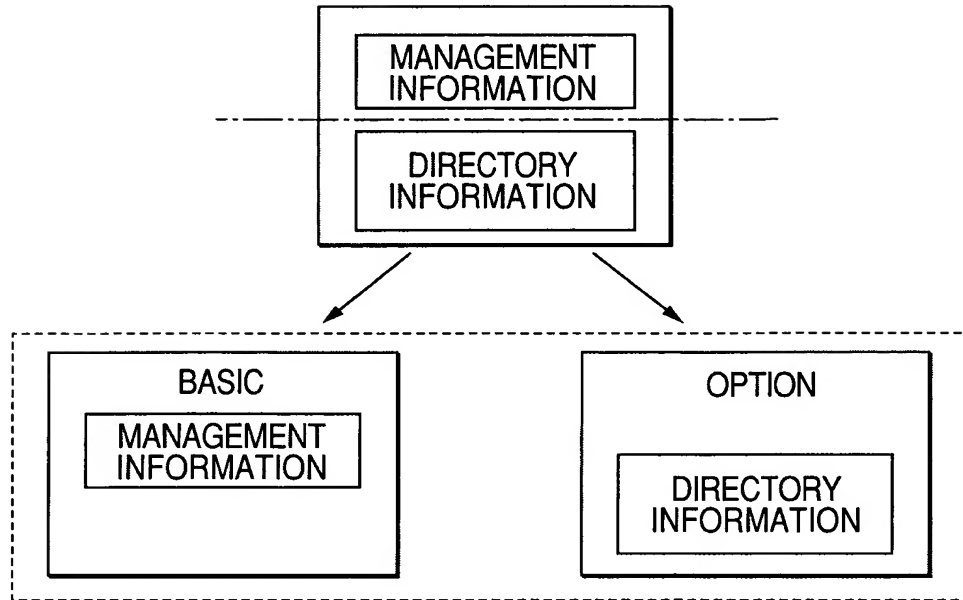 MANAGEMENT
INFORMATION
DIRECTORY
INFORMATION
BASIC
MANAGEMENT
INFORMATION
OPTION
DIRECTORY
INFORMATION